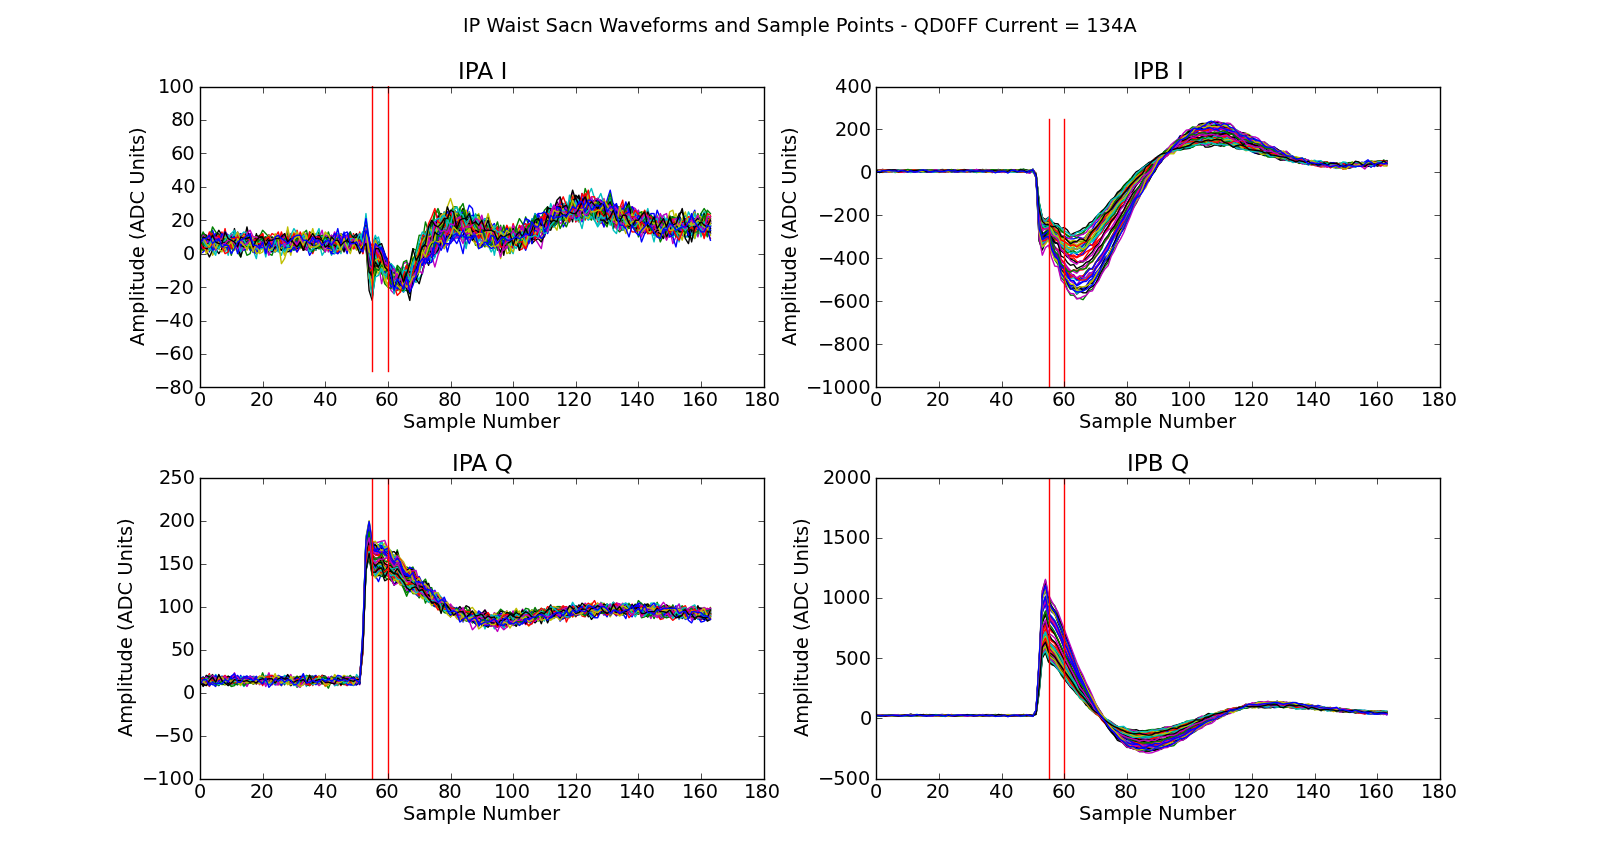 IP Waist Sacn Waveforms and Sample Points - QD0FF Current = 134A
IPA I
100
80
60
40
20
0
−20
−40
−60
−80
Amplitude (ADC Units)
0 20 40 60 80 100 120 140 160 180
Sample Number
IPB I
400
200
0
−200
−400
−600
−800
−1000
Amplitude (ADC Units)
0 20 40 60 80 100 120 140 160 180
Sample Number
IPA Q
250
200
150
100
50
0
−50
−100
Amplitude (ADC Units)
0 20 40 60 80 100 120 140 160 180
Sample Number
IPB Q
2000
1500
1000
500
0
−500
Amplitude (ADC Units)
0 20 40 60 80 100 120 140 160 180
Sample Number